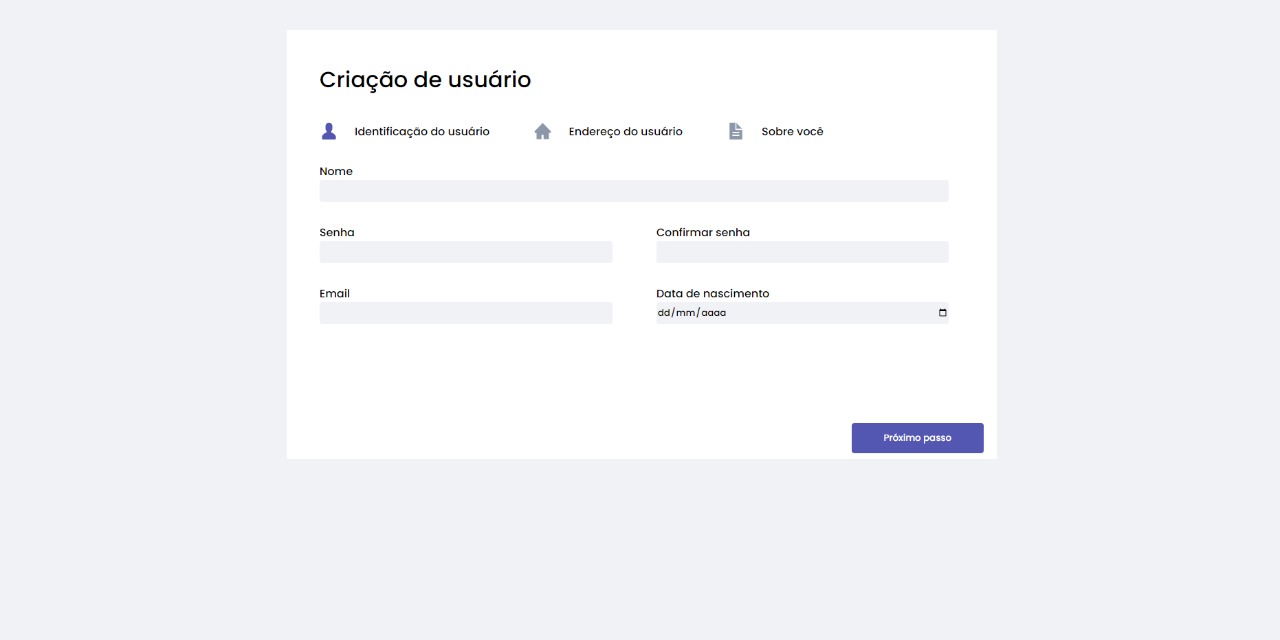 Criação de usuário
Identificação do usuário Endereço do usuário Sobre você
Nome
Senha Confirmar senha
Email Data de nascimento
dd/mm/aaaa
Próximo passo